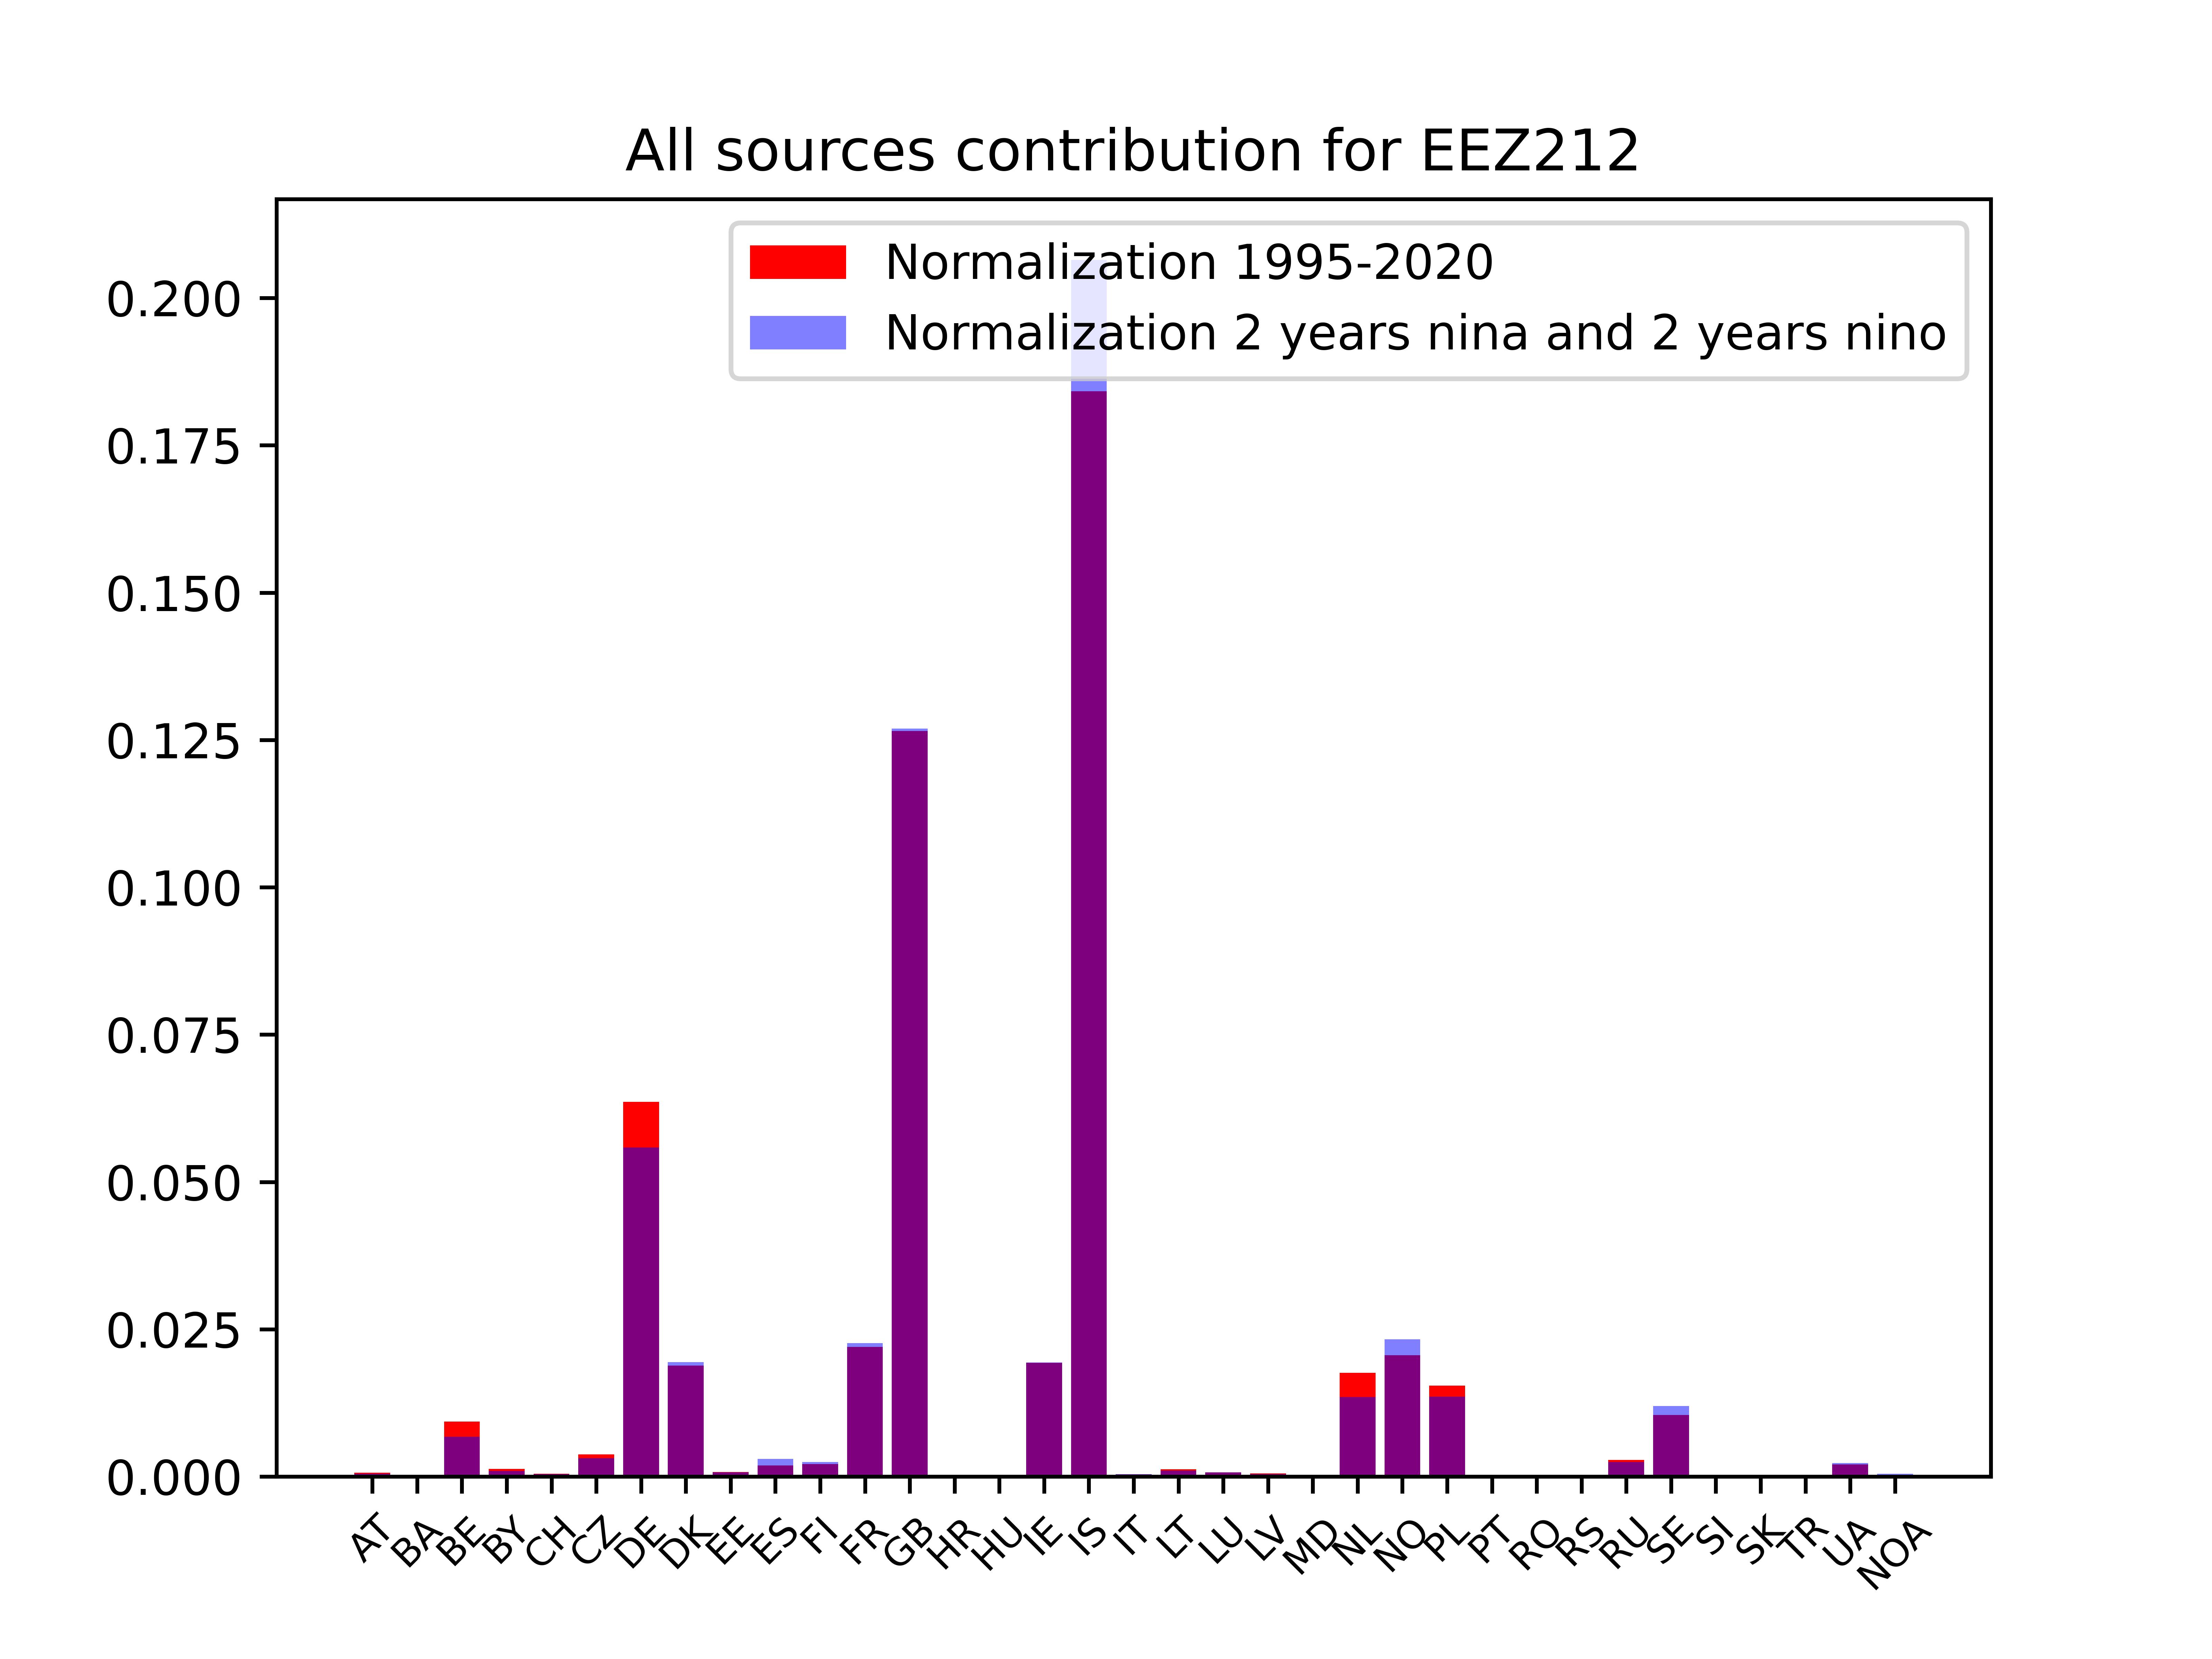 All sources contribution for EEZ212
Normalization 1995-2020
Normalization 2 years nina and 2 years nino
0.200
0.175
0.150
0.125
0.100
0.075
0.050
0.025
0.000
AT BA BE BY CH CZ DE DK EE ES FI FR GB HR HU IE IS IT LT LU LV MD NL NO PL PT RO RS RU SE SI SK TR UA NOA